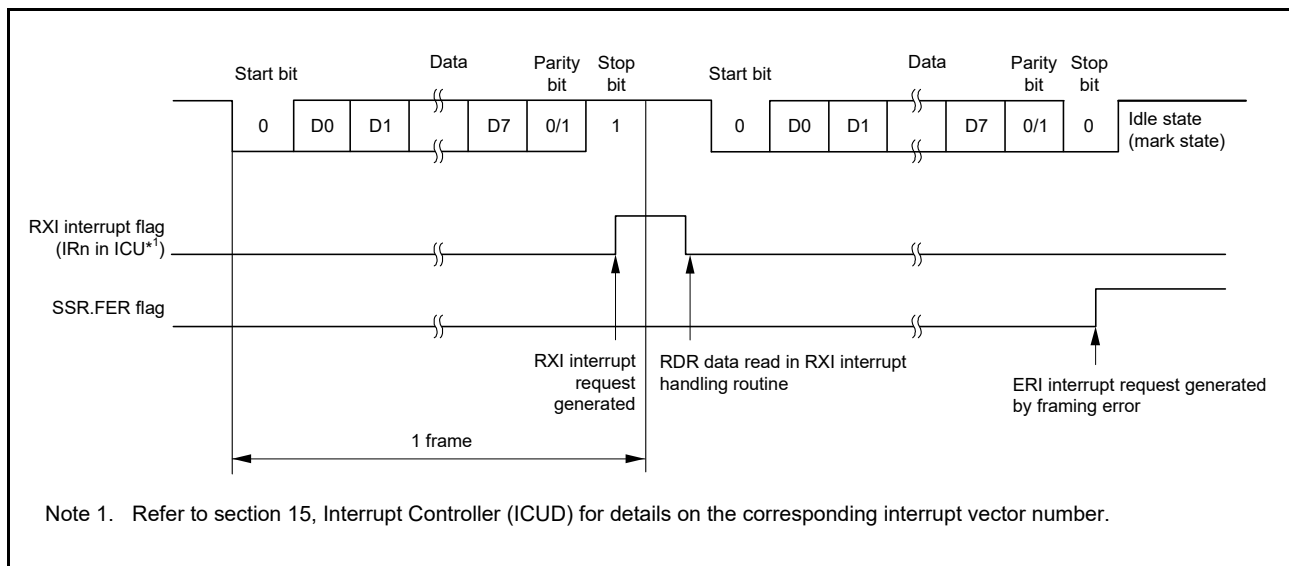 Start bit
Data
Parity
bit
Stop
bit
Start bit
Data
Parity
bit
Stop
bit
0
D0
D1
D7
0/1
1
0
D0
D1
D7
0/1
0
Idle state
(mark state)
RXI interrupt flag
(IRn in ICU*1)
SSR.FER flag
RXI interrupt
request
generated
RDR data read in RXI interrupt
handling routine
ERI interrupt request generated
by framing error
1 frame
Note 1. Refer to section 15, Interrupt Controller (ICUD) for details on the corresponding interrupt vector number.